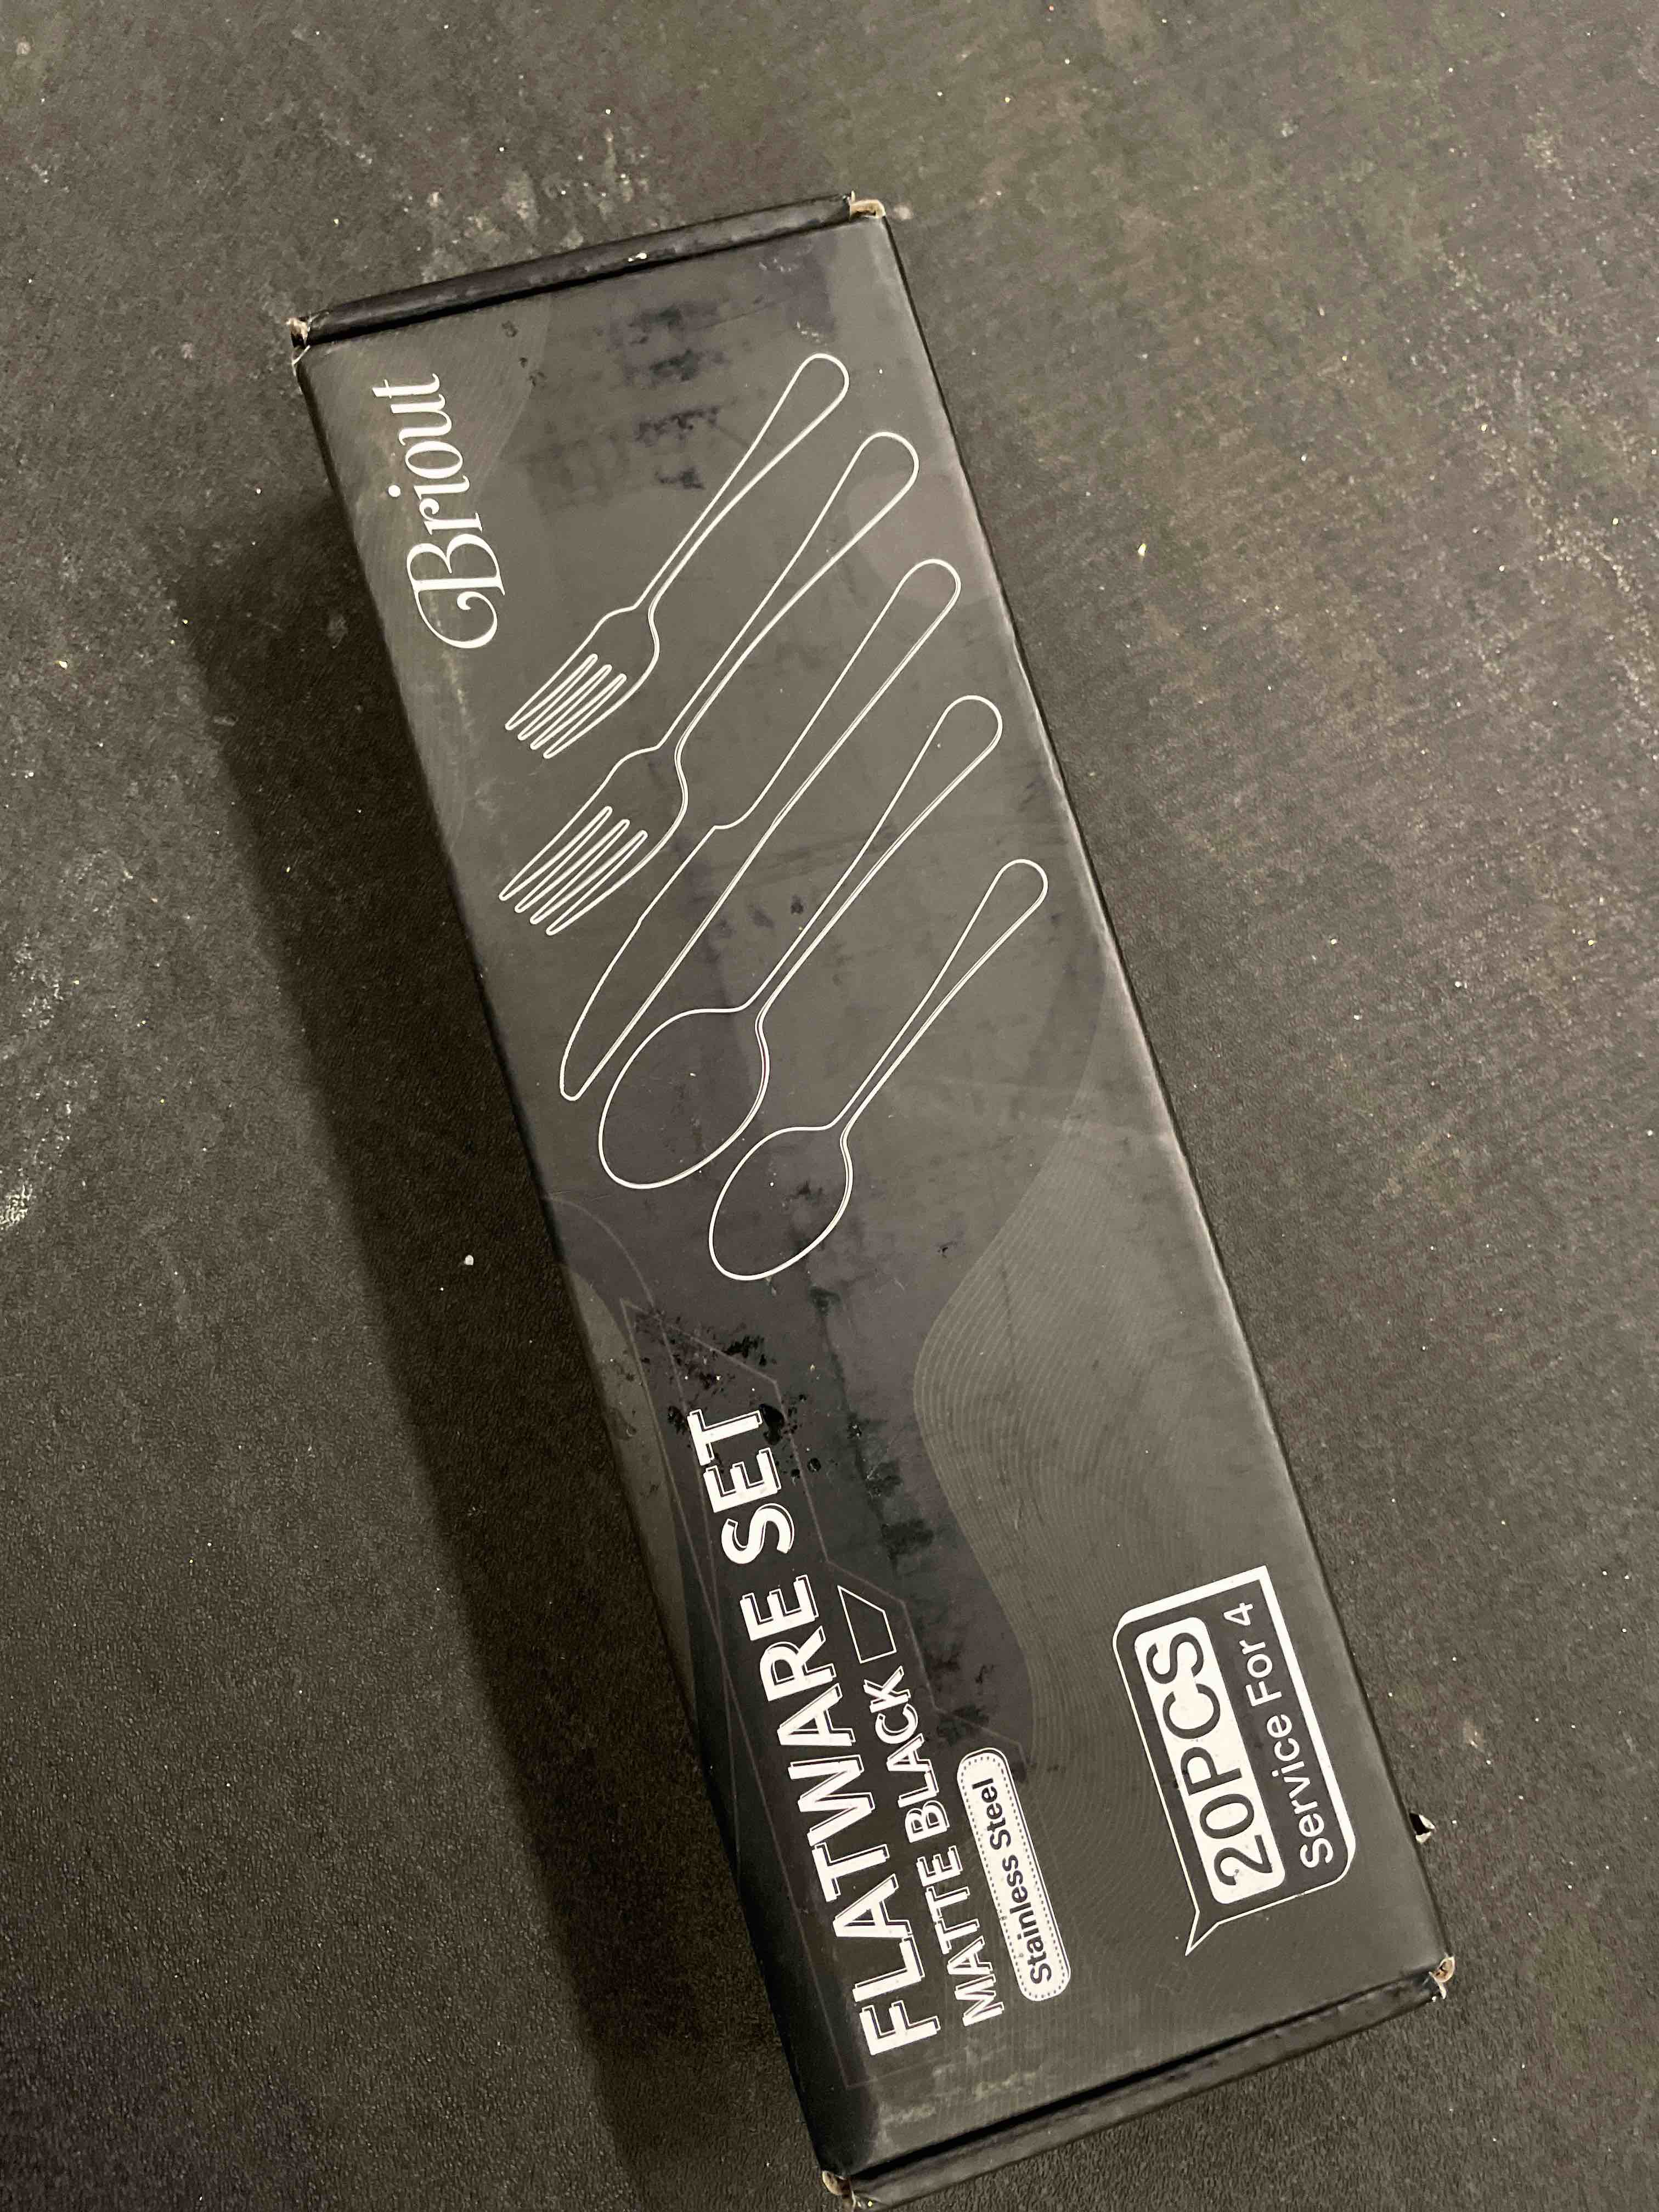 Briout
FLATWARE SET
MATTE BLACK
Stainless Steel
20PCS
Service For 4